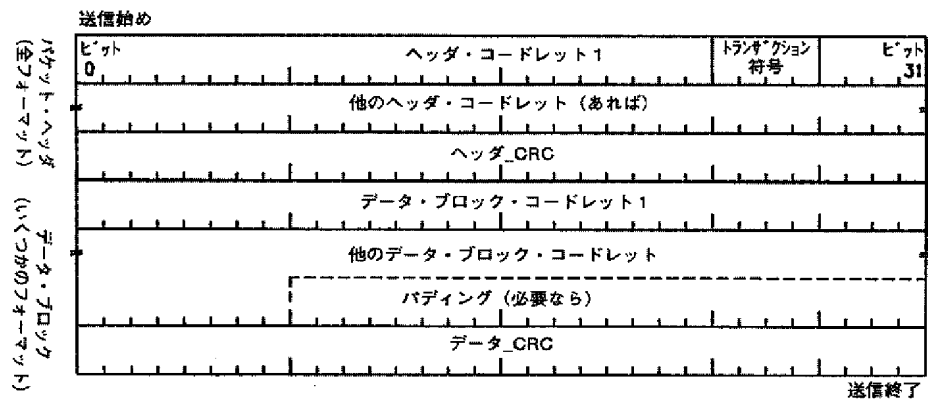 送信始め
ビット
0
ヘッダ・コードレット1
トランザクション
符号
ビット
31
パケット・ヘッダ
(全フォーマット)
他のヘッダ・コードレット(あれば)
ヘッダ_CRC
データ・ブロック・コードレット1
データ・ブロック
(いくつかのフォーマット)
他のデータ・ブロック・コードレット
パディング(必要なら)
データ_CRC
送信終了